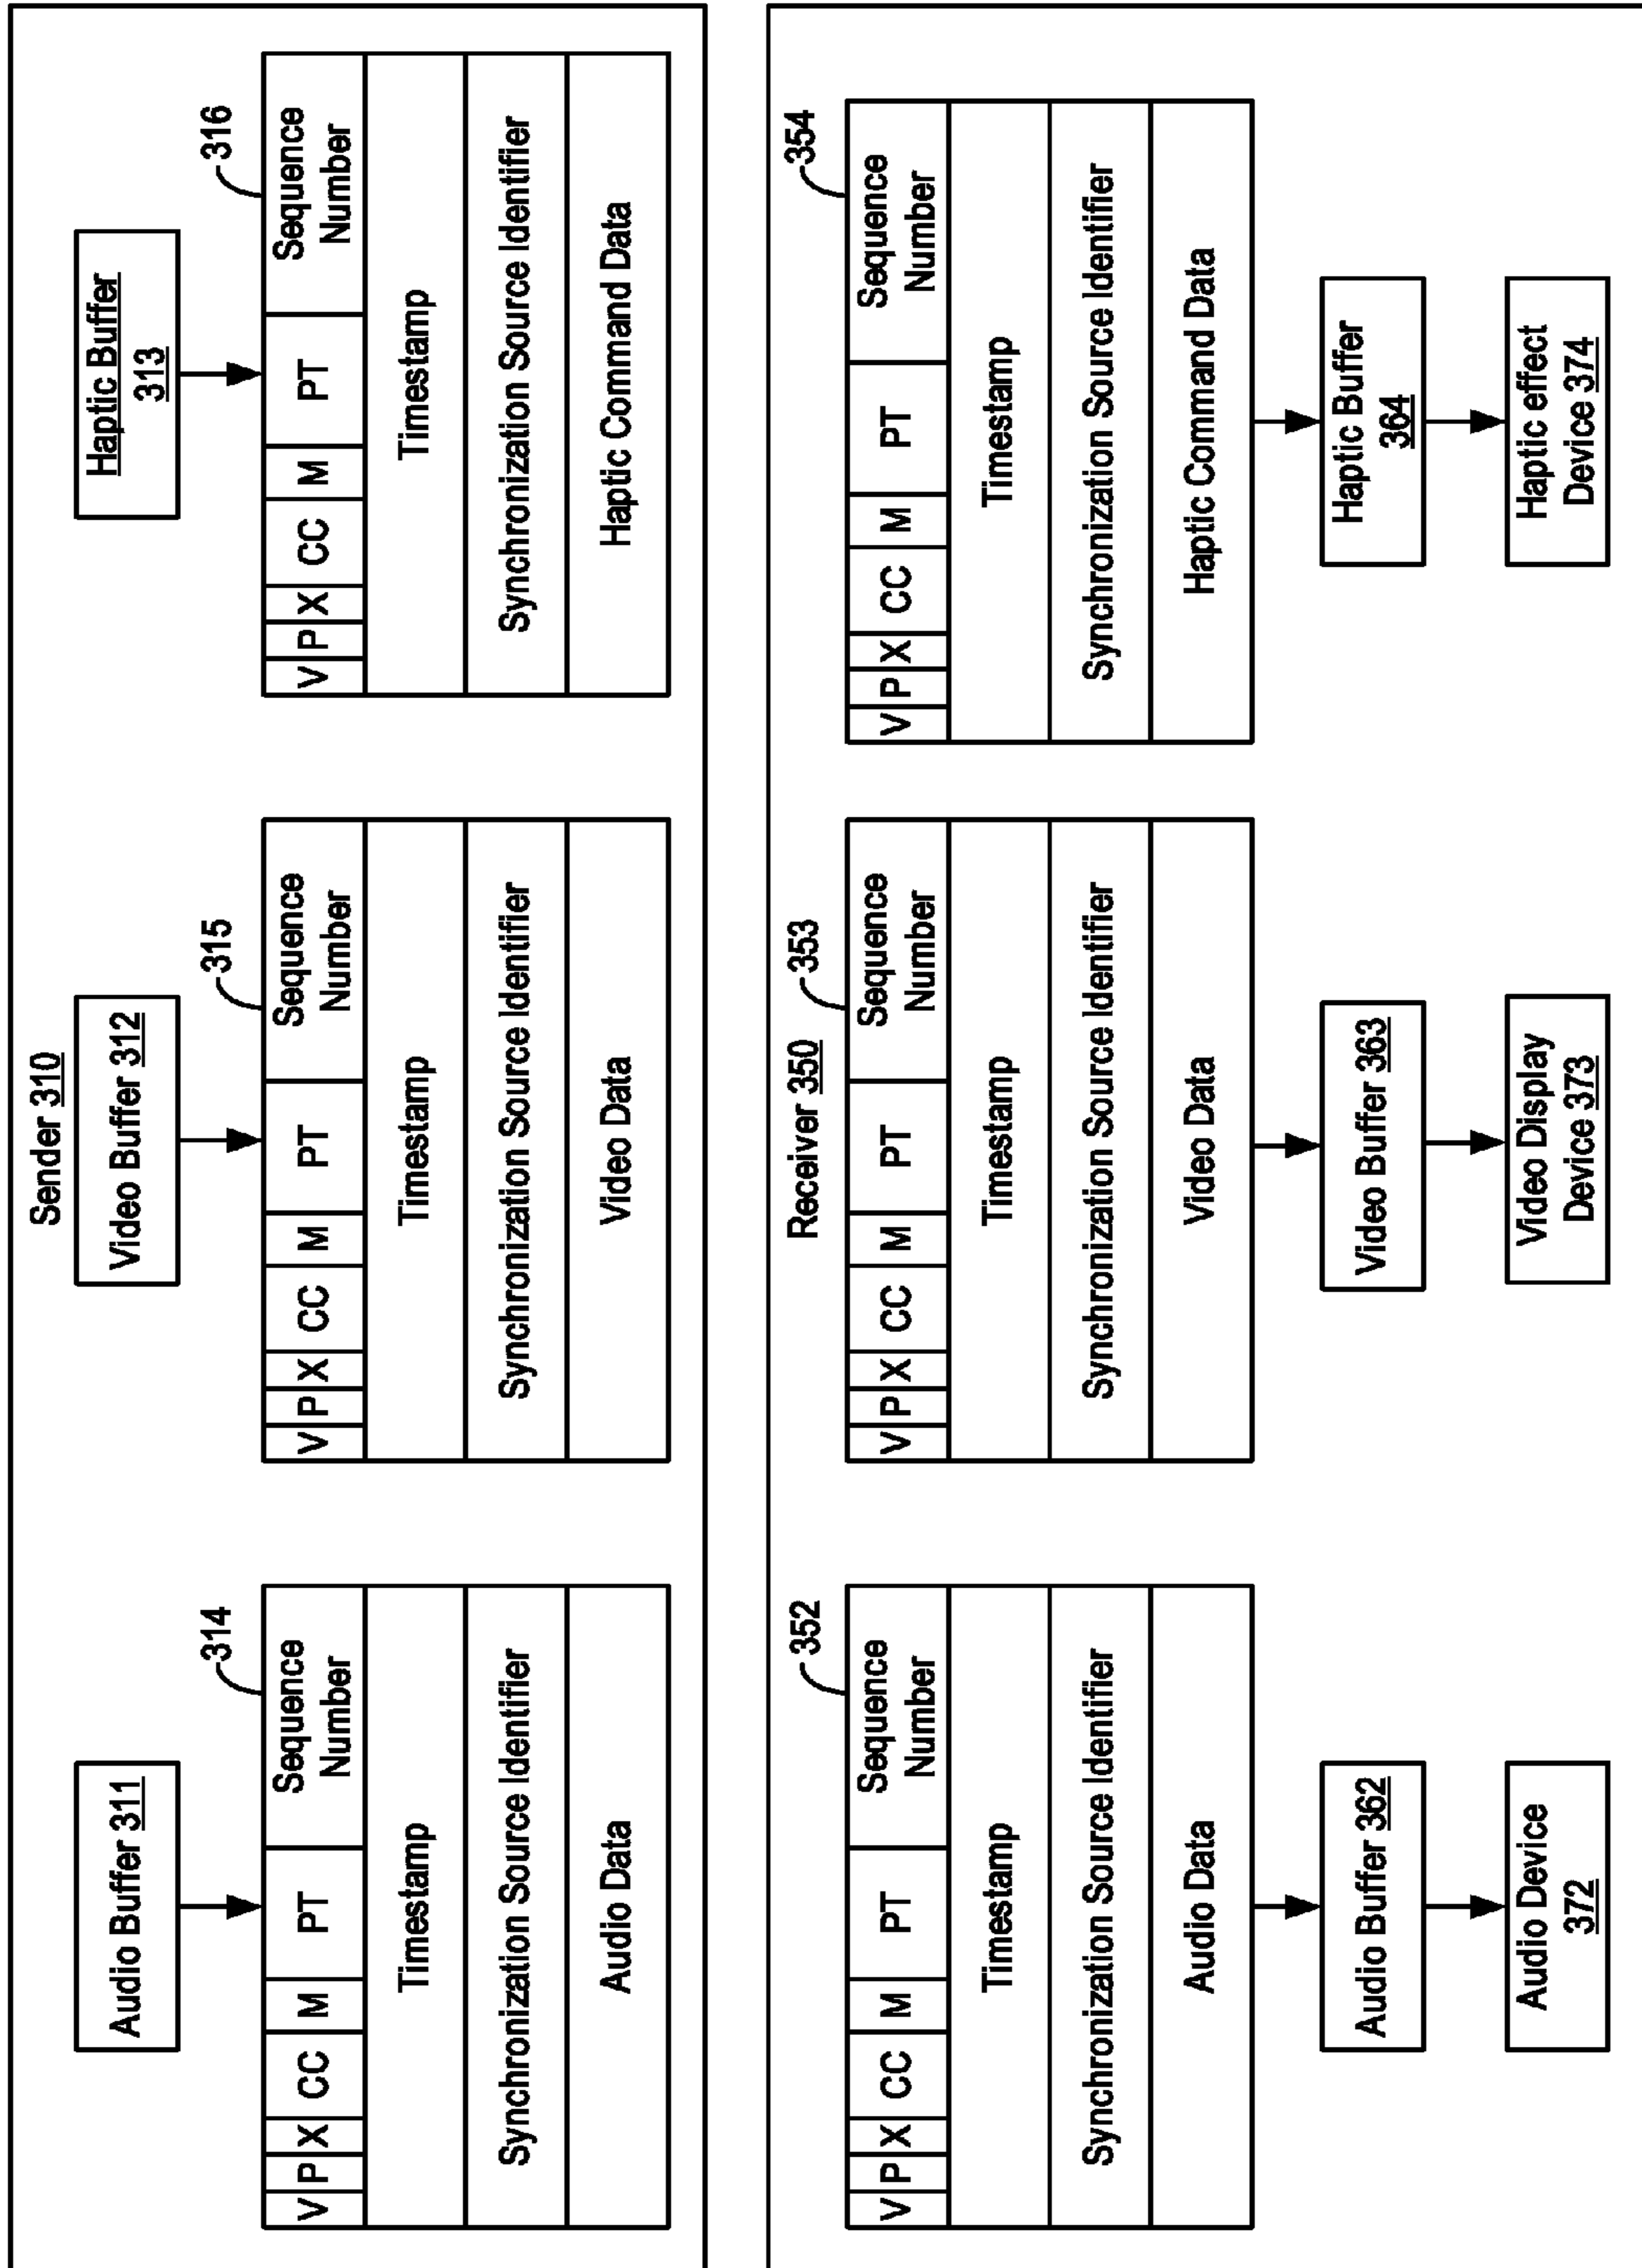 Sender 310
Audio Buffer 311
314
V P X CC M PT Sequence
Number
Timestamp
Synchronization Source Identifier
Audio Data
Video Buffer 312
315
V P X CC M PT Sequence
Number
Timestamp
Synchronization Source Identifier
Video Data
Haptic Buffer
313
316
V P X CC M PT Sequence
Number
Timestamp
Synchronization Source Identifier
Haptic Command Data
Receiver 350
352
V P X CC M PT Sequence
Number
Timestamp
Synchronization Source Identifier
Audio Data
Audio Buffer 362
Audio Device
372
353
V P X CC M PT Sequence
Number
Timestamp
Synchronization Source Identifier
Video Data
Video Buffer 363
Video Display
Device 373
354
V P X CC M PT Sequence
Number
Timestamp
Synchronization Source Identifier
Haptic Command Data
Haptic Buffer
364
Haptic effect
Device 374